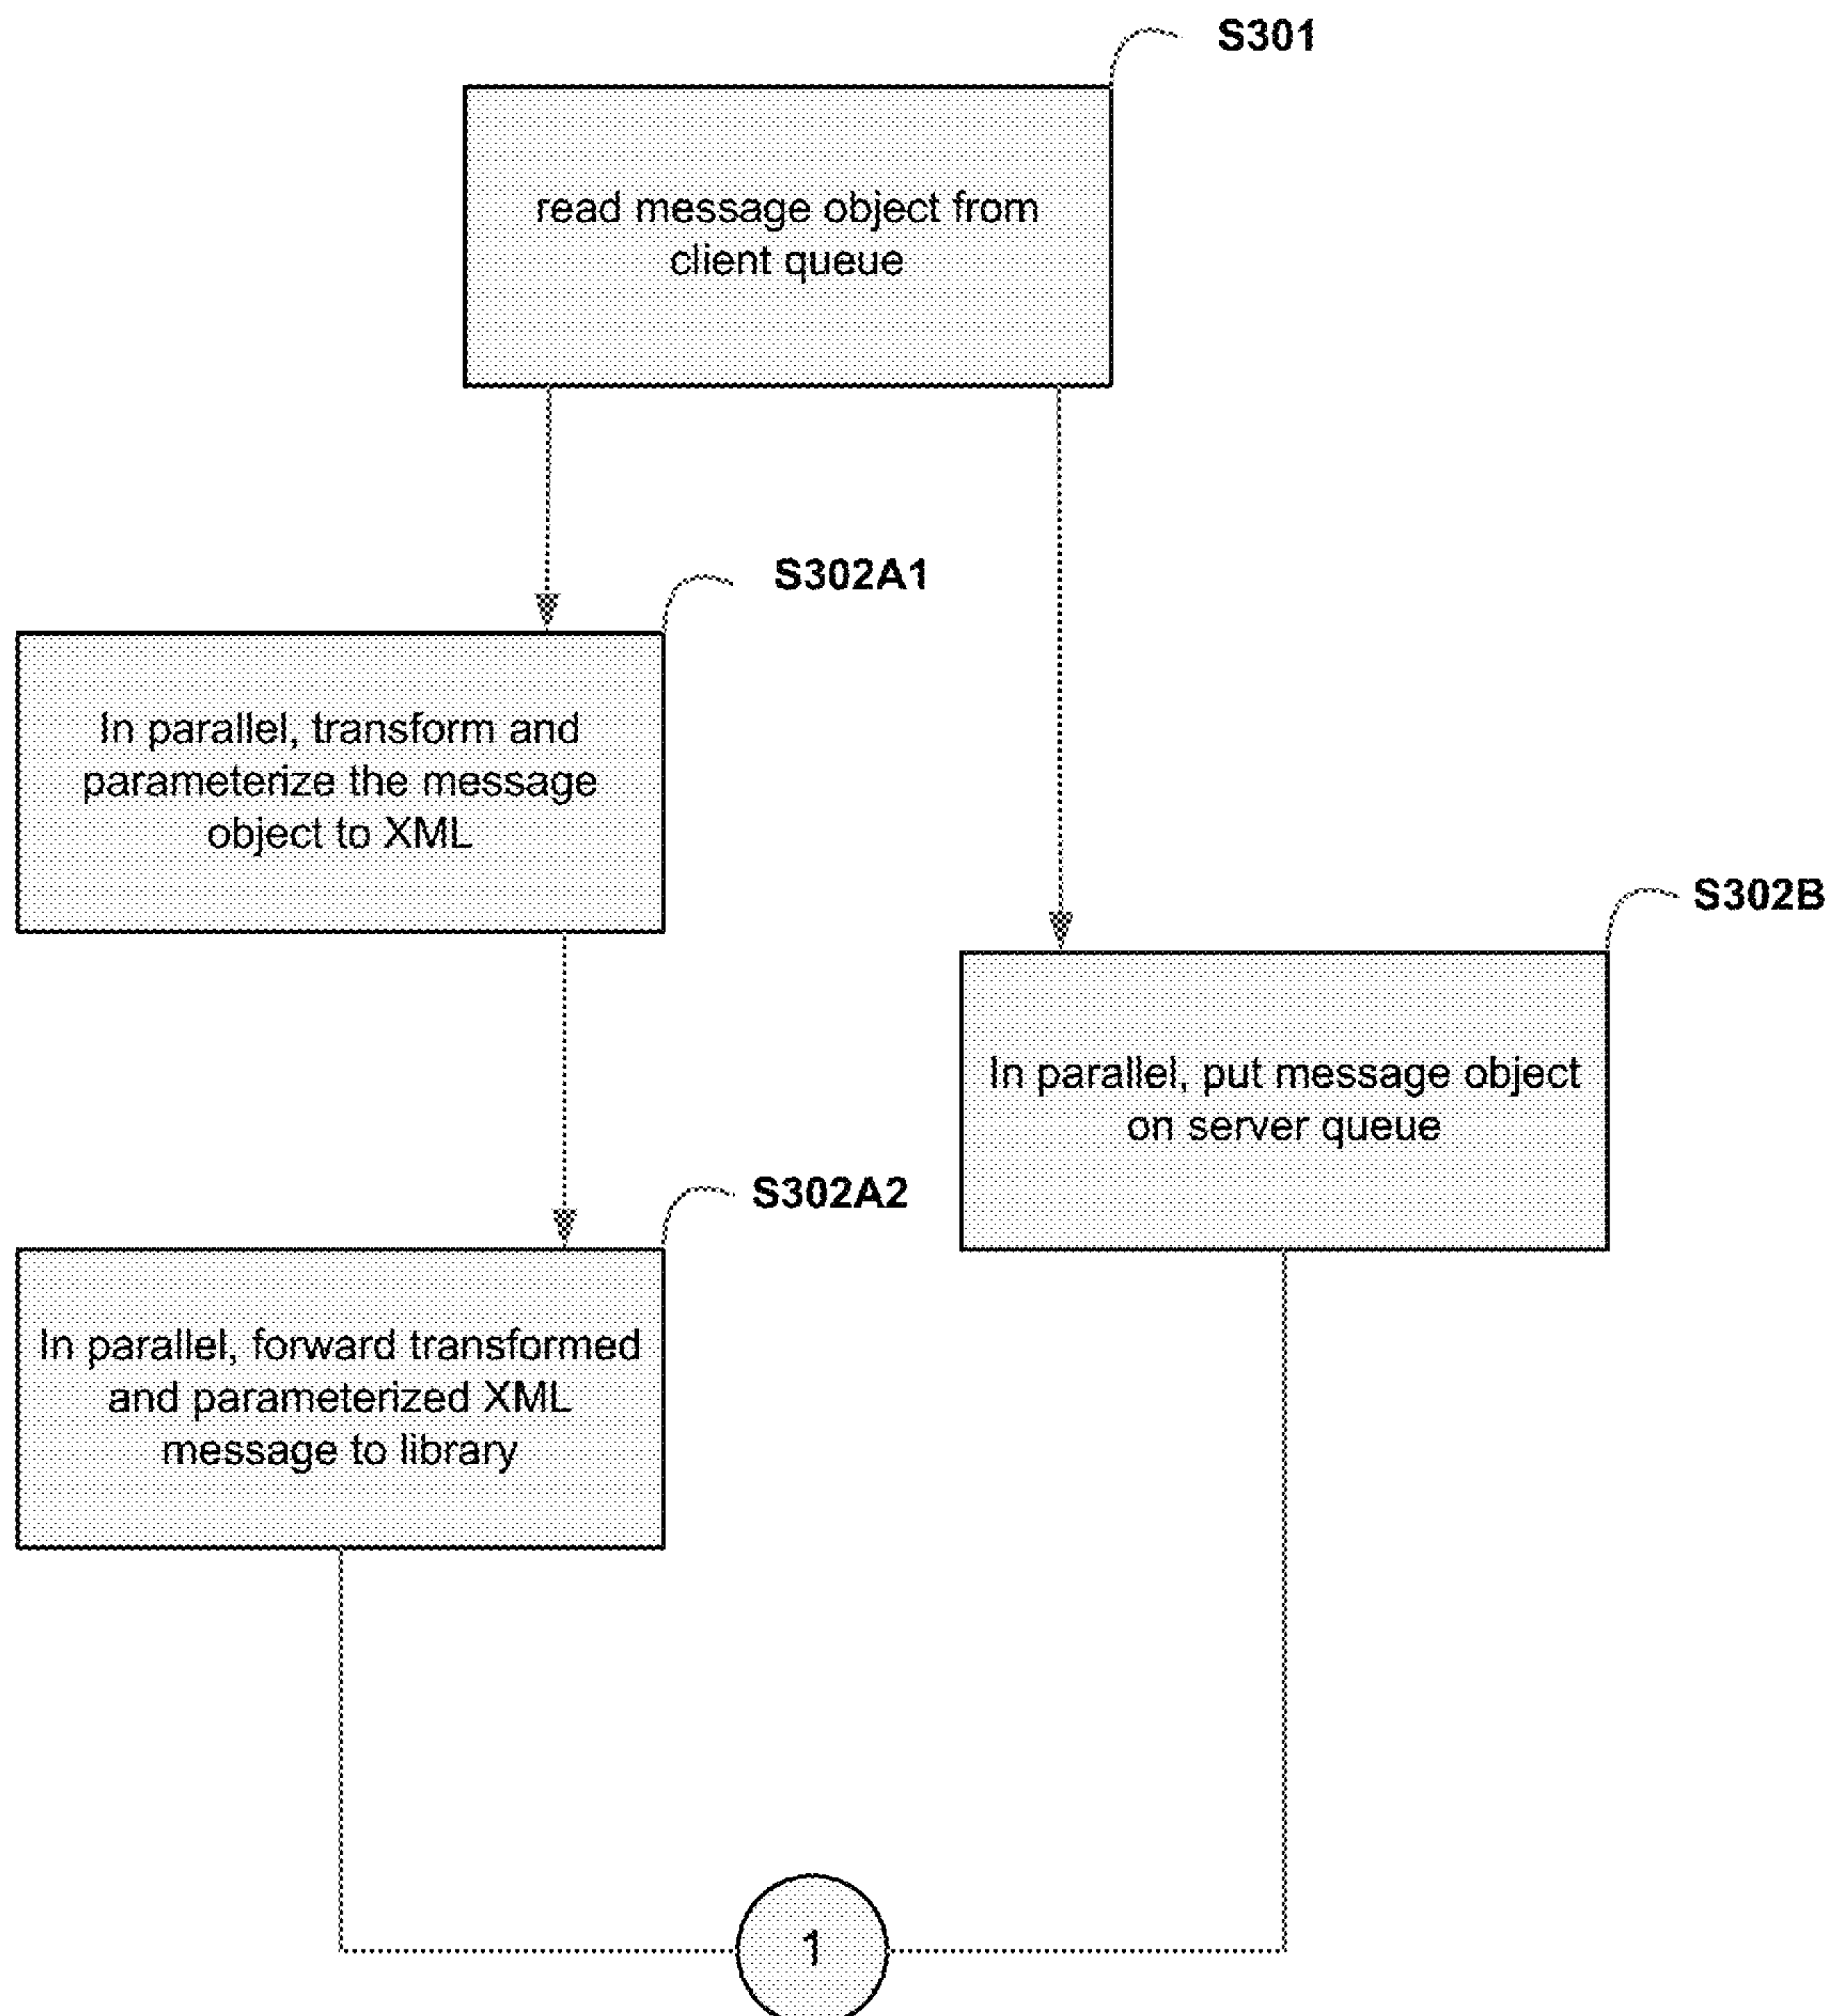 S301
read message object from
client queue
S302A1
In parallel, transform and
parameterize the message
object to XML
S302B
In parallel, put message object
on server queue
S302A2
In parallel, forward transformed
and parameterized XML
message to library
1